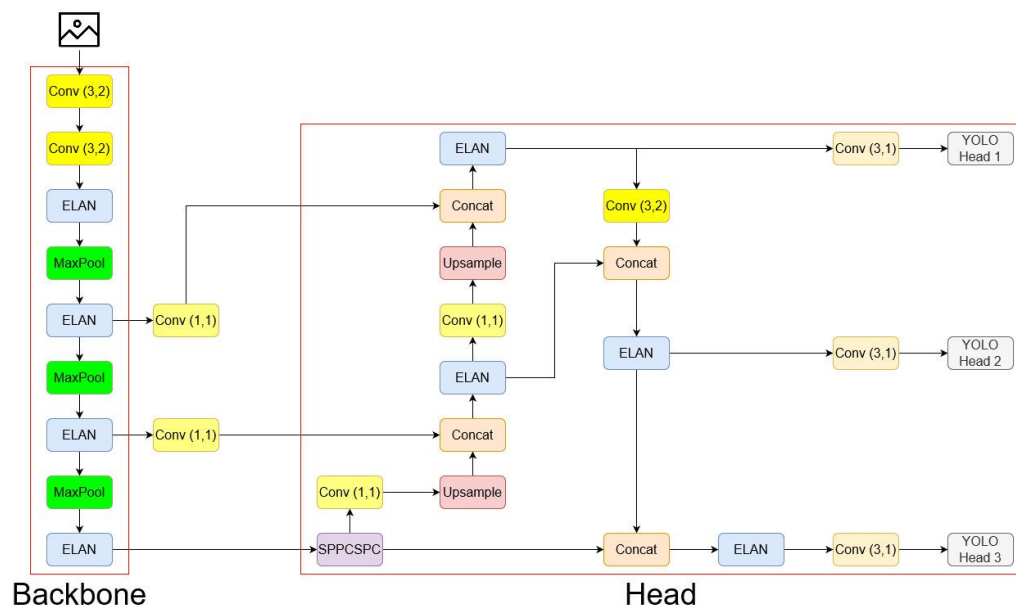 Conv (3,2)
Conv (3,2)
ELAN
MaxPool
ELAN
Conv (1,1)
MaxPool
ELAN
Conv (1,1)
MaxPool
ELAN
Backbone
ELAN
Conv (3,1)
YOLO
Head 1
Concat
Conv (3,2)
Upsample
Concat
Conv (1,1)
ELAN
ELAN
Conv (3,1)
YOLO
Head 2
Concat
Conv (1,1)
Upsample
SPPCSPC
Concat
ELAN
Conv (3,1)
YOLO
Head 3
Head